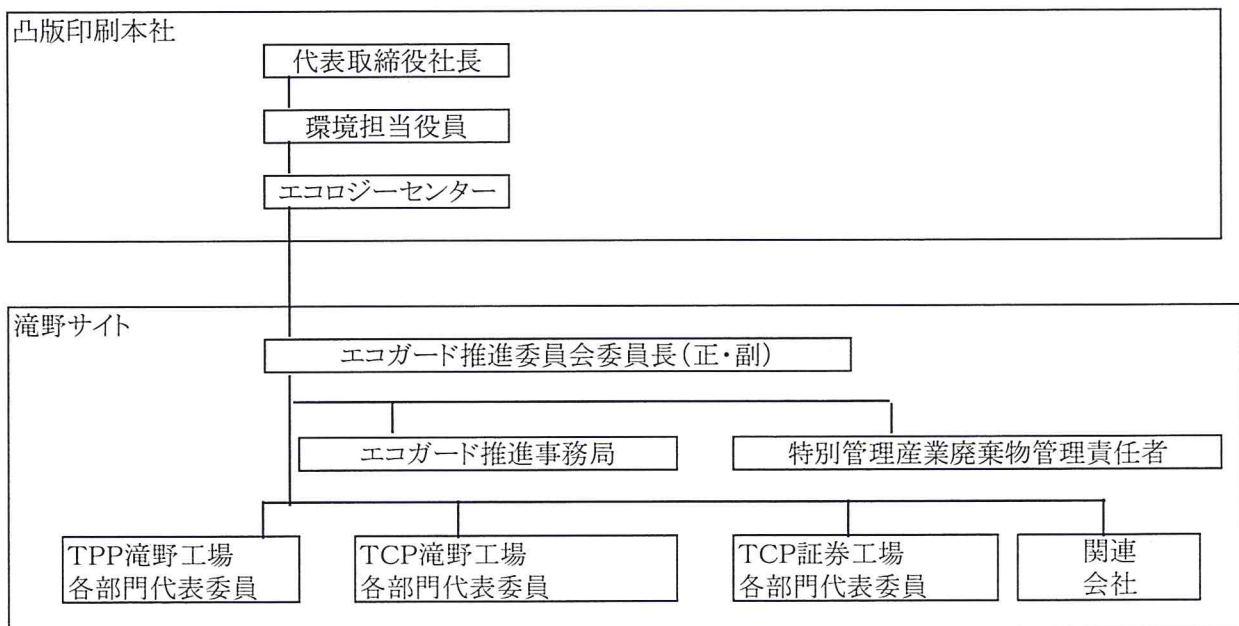 凸版印刷本社
代表取締役社長
環境担当役員
エコロジーセンター
滝野サイト
エコガード推進委員会委員長(正・副)
エコガード推進事務局
特別管理産業廃棄物管理責任者
TPP滝野工場
各部門代表委員
TCP滝野工場
各部門代表委員
TCP証券工場
各部門代表委員
関連
会社